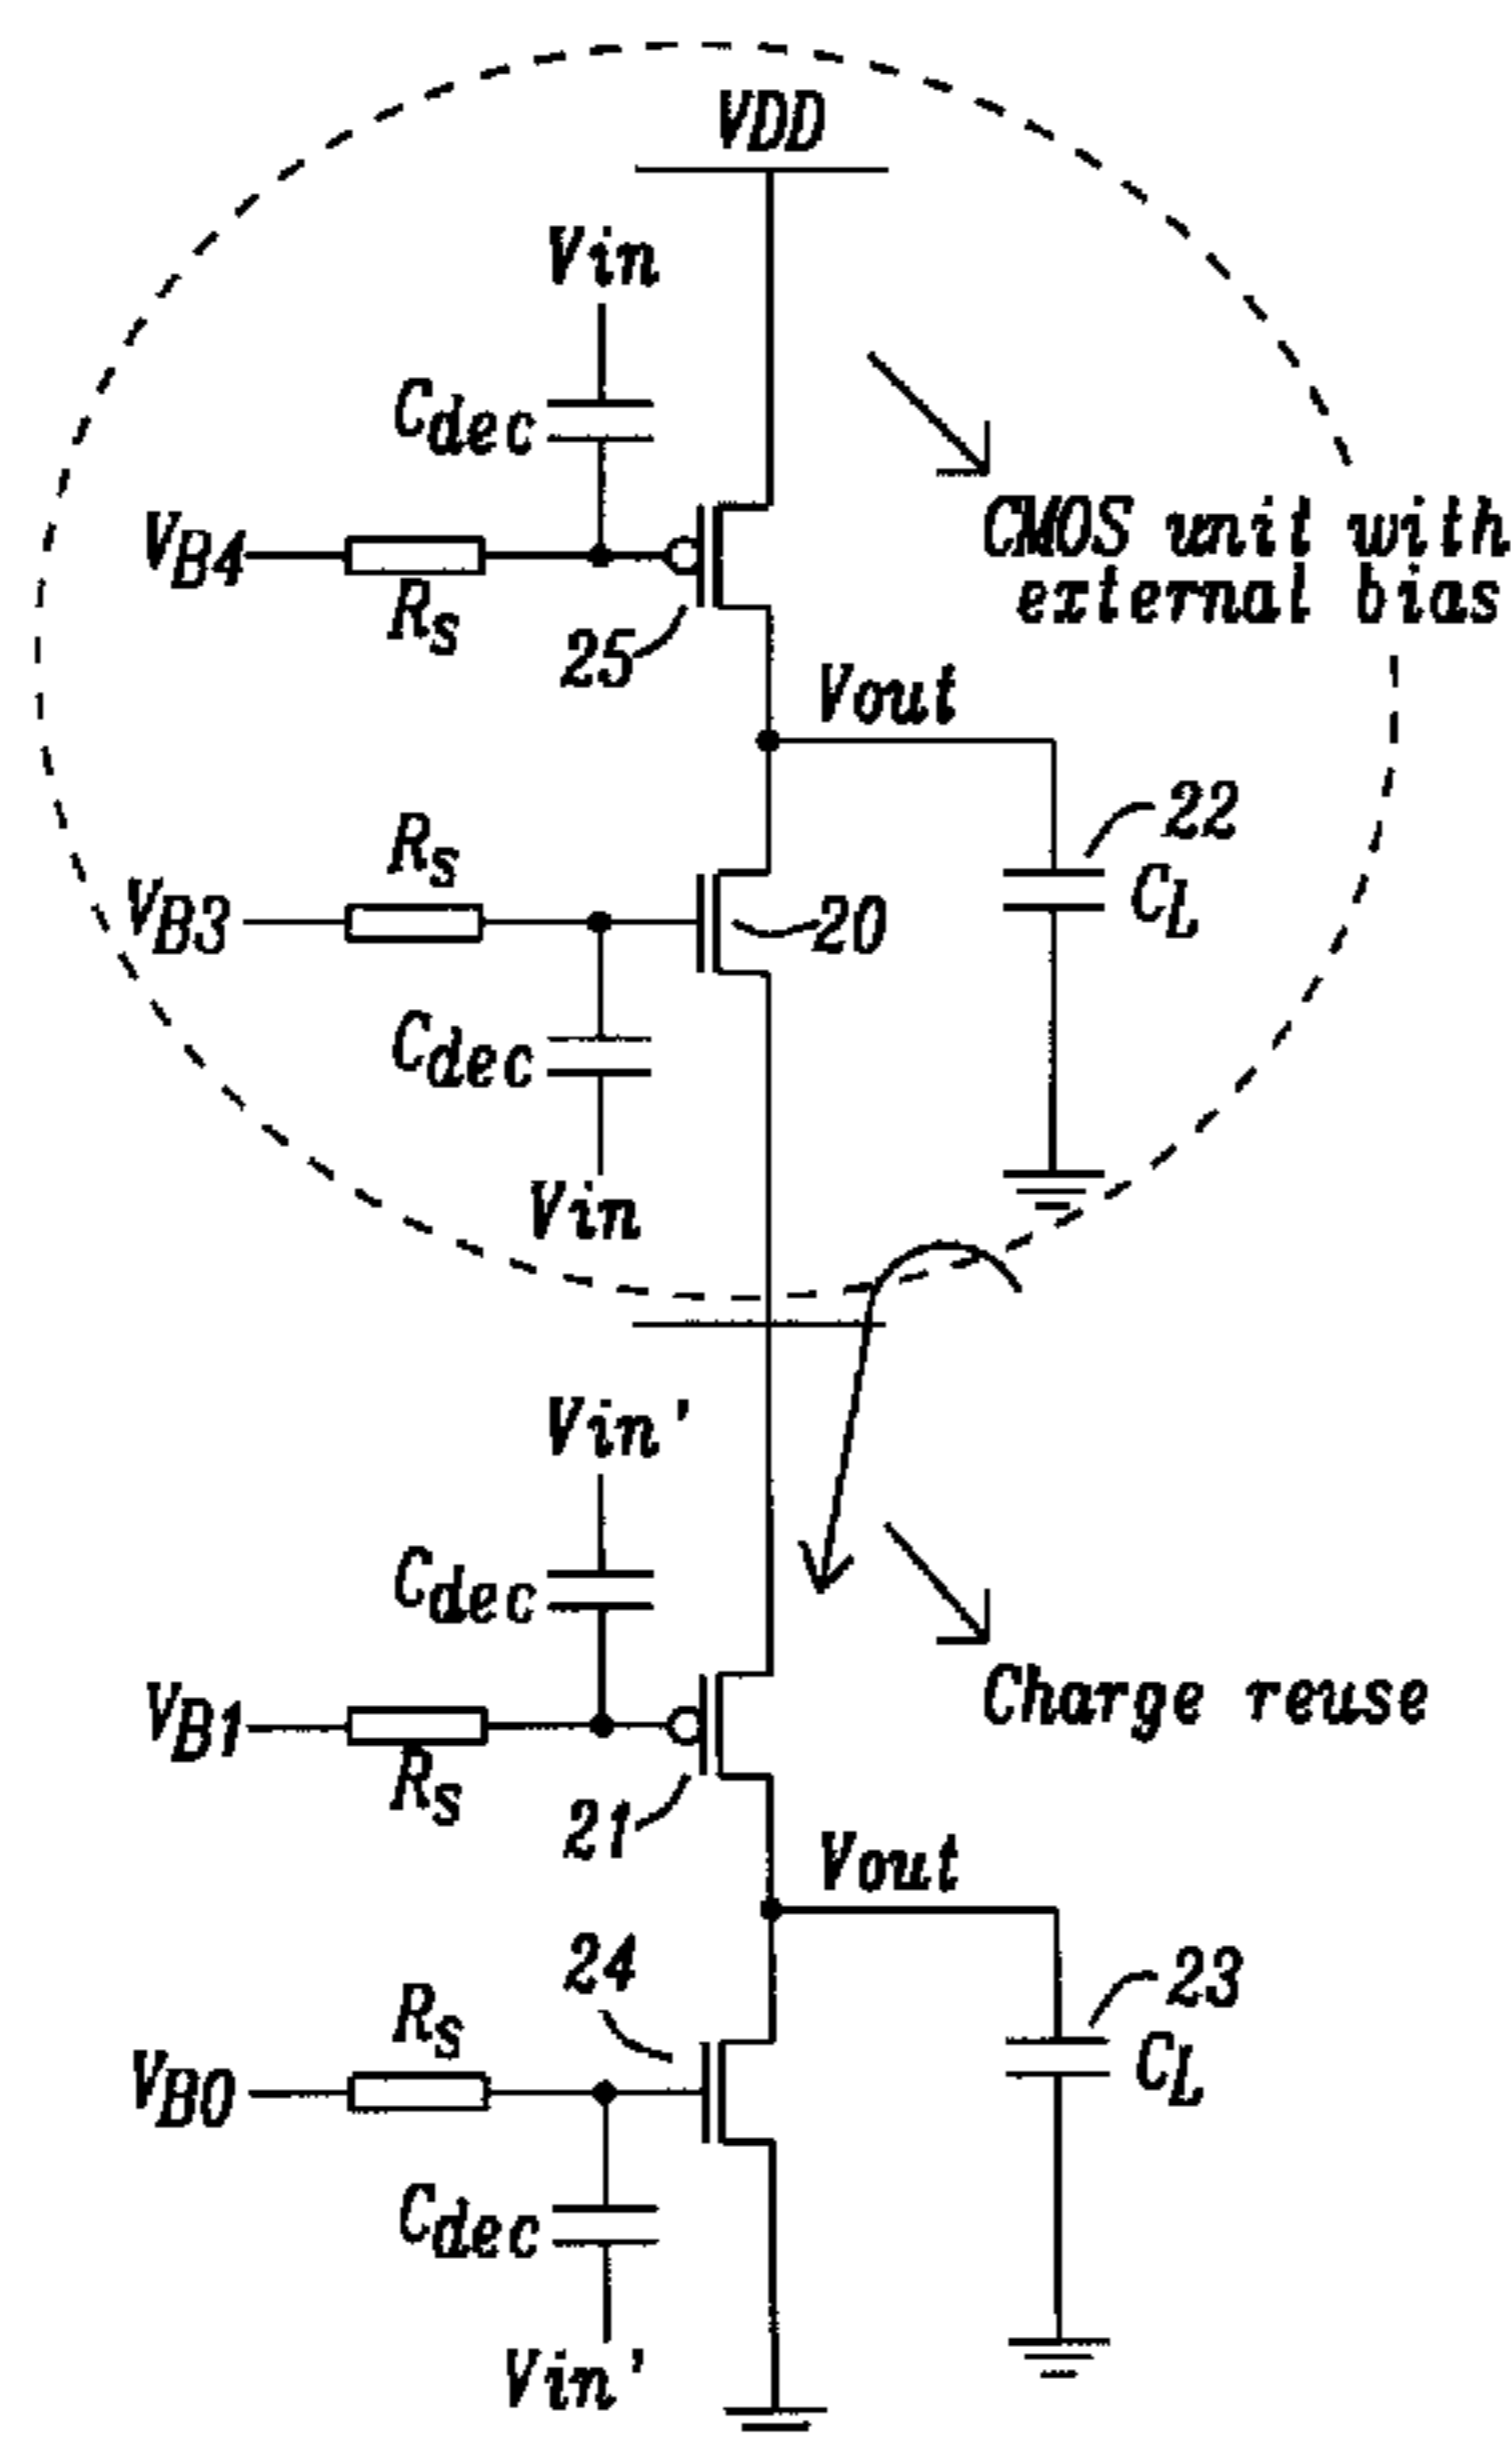 VDD
Vin
Cdec
VB4
Rs
25
CMOS unit with
external bias
Vout
22
CL
Rs
VB3
20
Cdec
Vin
Vin'
Cdec
VB1
Rs
21
Charge reuse
Vout
24
23
CL
Rs
VB0
Cdec
Vin'